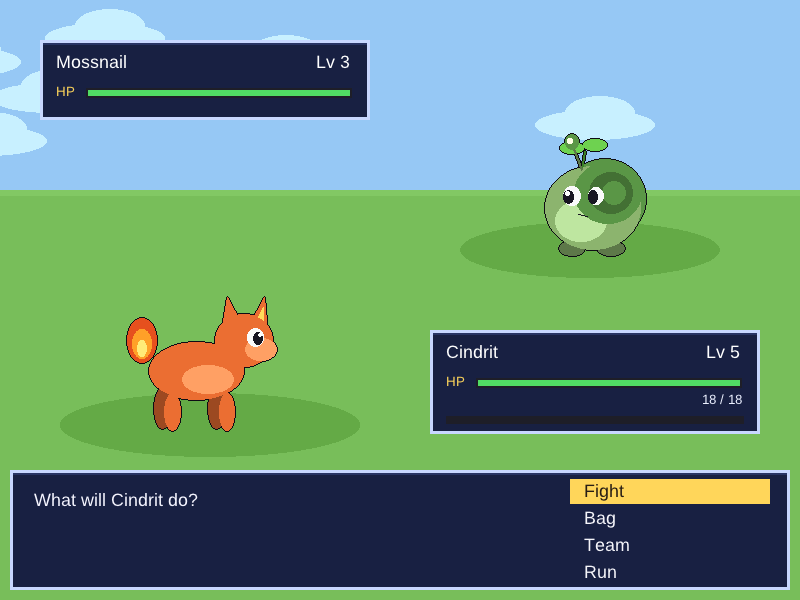 Mossnail Lv 3
HP
Cindrit Lv 5
HP
18 / 18
What will Cindrit do?
Fight
Bag
Team
Run